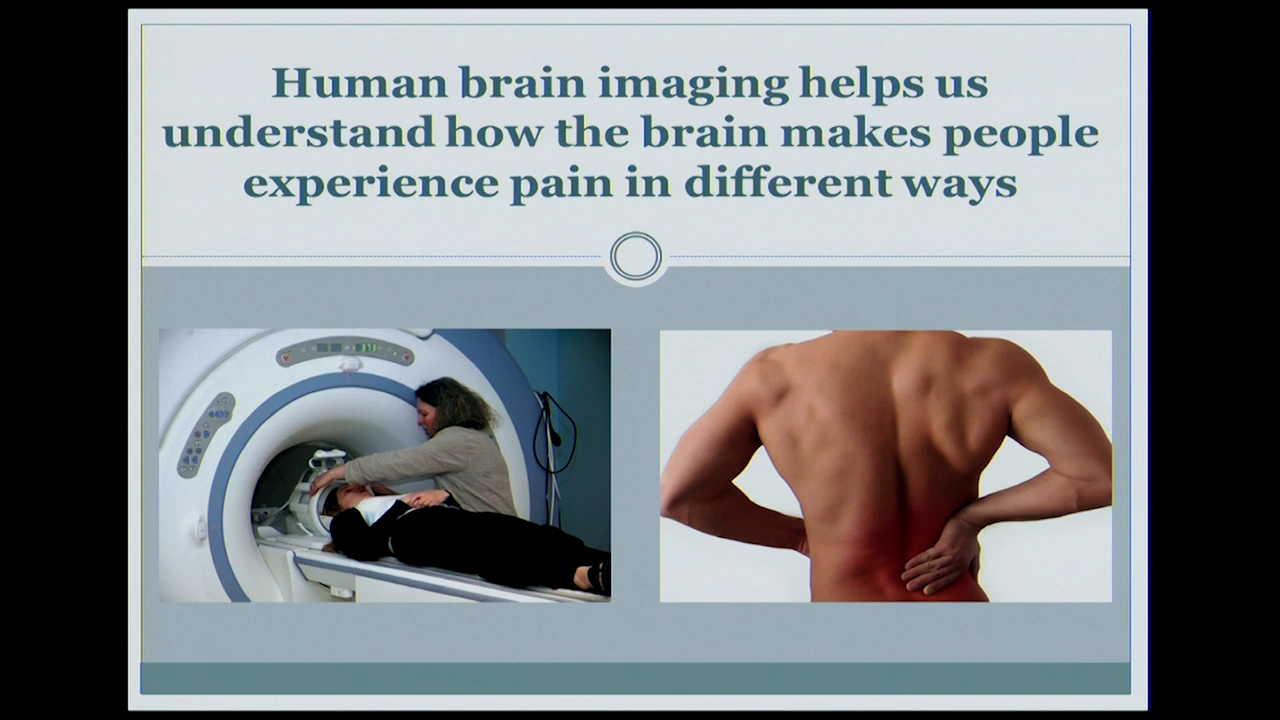 Human brain imaging helps us
understand how the brain makes people
experience pain in different ways